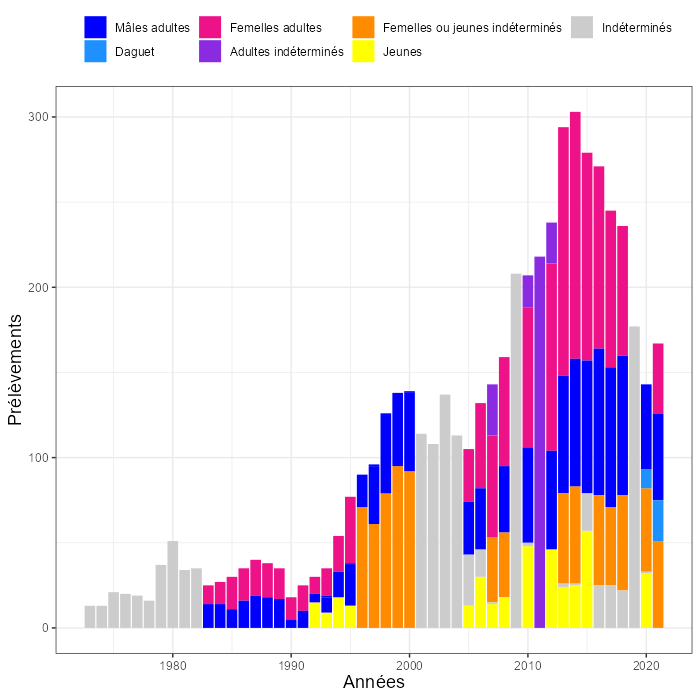 Mâles adultes Femelles adultes Femelles ou jeunes indéterminés Indéterminés
Daguet Adultes indéterminés Jeunes
300
200
100
0
Prélèvements
1980 1990 2000 2010 2020
Années